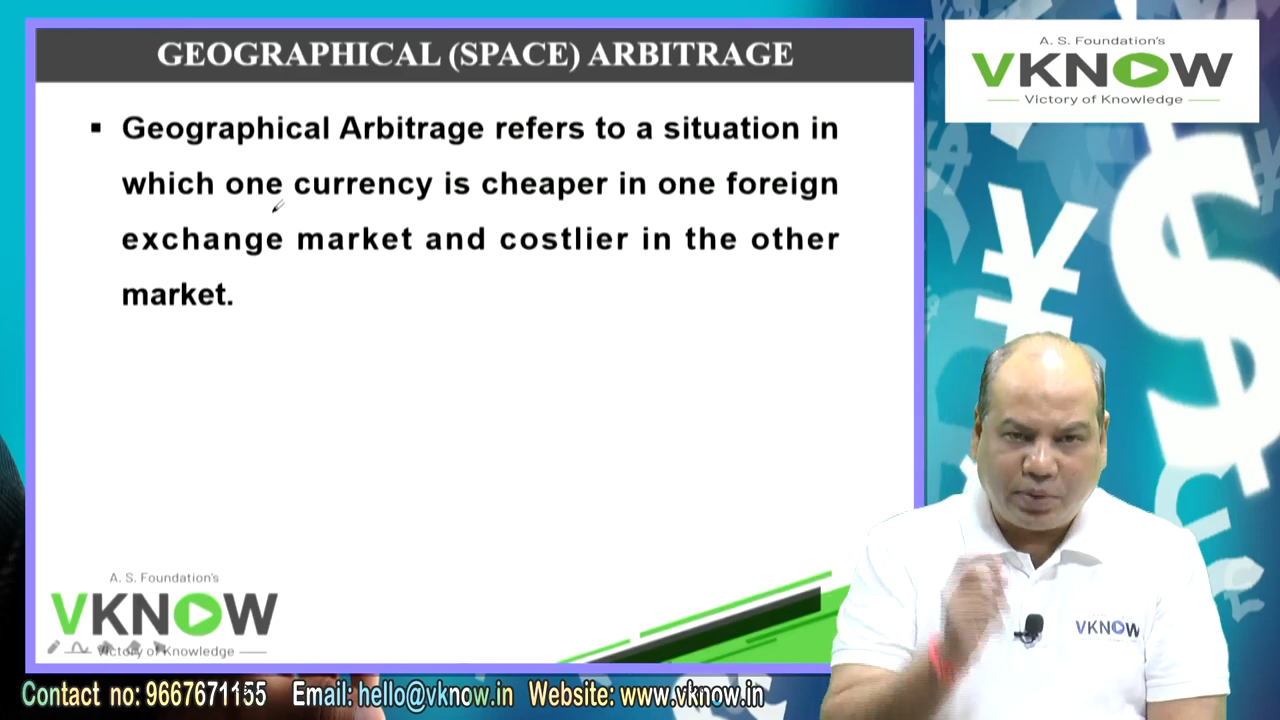 GEOGRAPHICAL (SPACE) ARBITRAGE
▪ Geographical Arbitrage refers to a situation in
which one currency is cheaper in one foreign
exchange market and costlier in the other
market.
A. S. Foundation's
VKNOW
Victory of Knowledge
A. S. Foundation's
VKNOW
Victory of Knowledge
VKNOW
Contact no: 9667671155 Email: hello@vknow.in Website: www.vknow.in